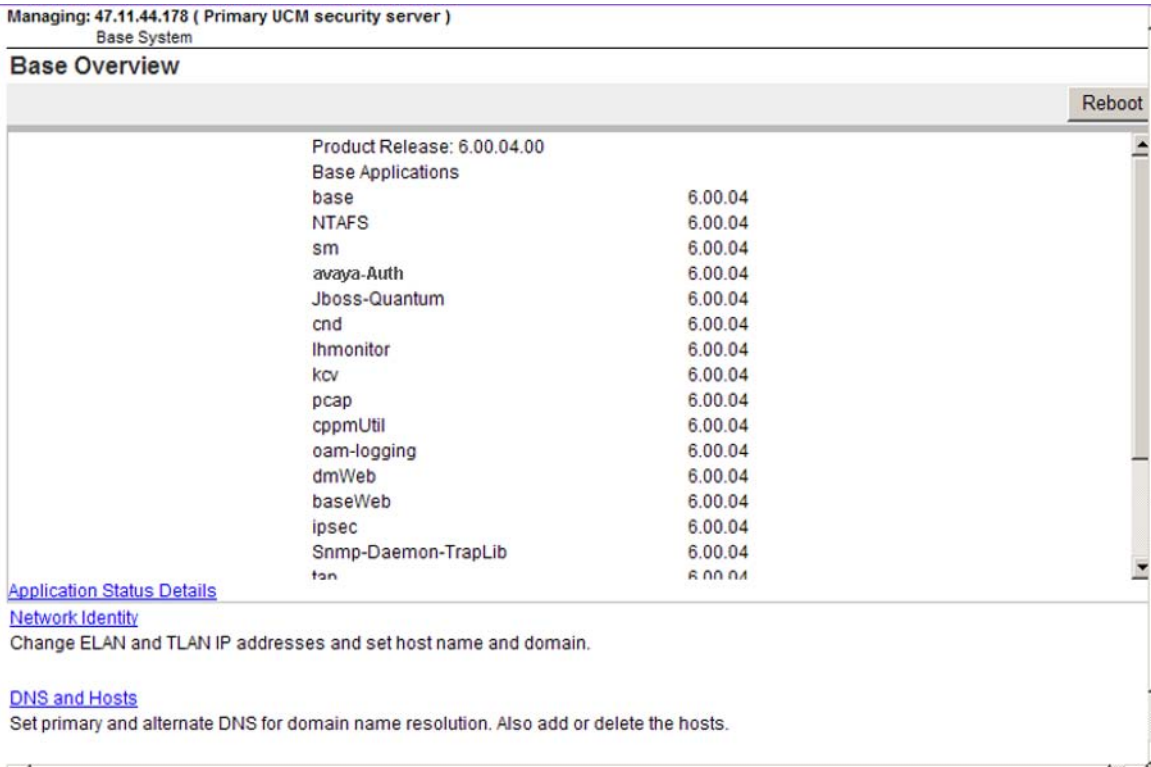 Managing: 47.11.44.178 ( Primary UCM security server )
Base System
Base Overview
Reboot
Product Release: 6.00.04.00
Base Applications
base 6.00.04
NTAFS 6.00.04
sm 6.00.04
avaya-Auth 6.00.04
Jboss-Quantum 6.00.04
cnd 6.00.04
lhmonitor 6.00.04
kcv 6.00.04
pcap 6.00.04
cppmUtil 6.00.04
oam-logging 6.00.04
dmWeb 6.00.04
baseWeb 6.00.04
ipsec 6.00.04
Snmp-Daemon-TrapLib 6.00.04
tap 6.00.04
Application Status Details
Network Identity
Change ELAN and TLAN IP addresses and set host name and domain.
DNS and Hosts
Set primary and alternate DNS for domain name resolution. Also add or delete the hosts.